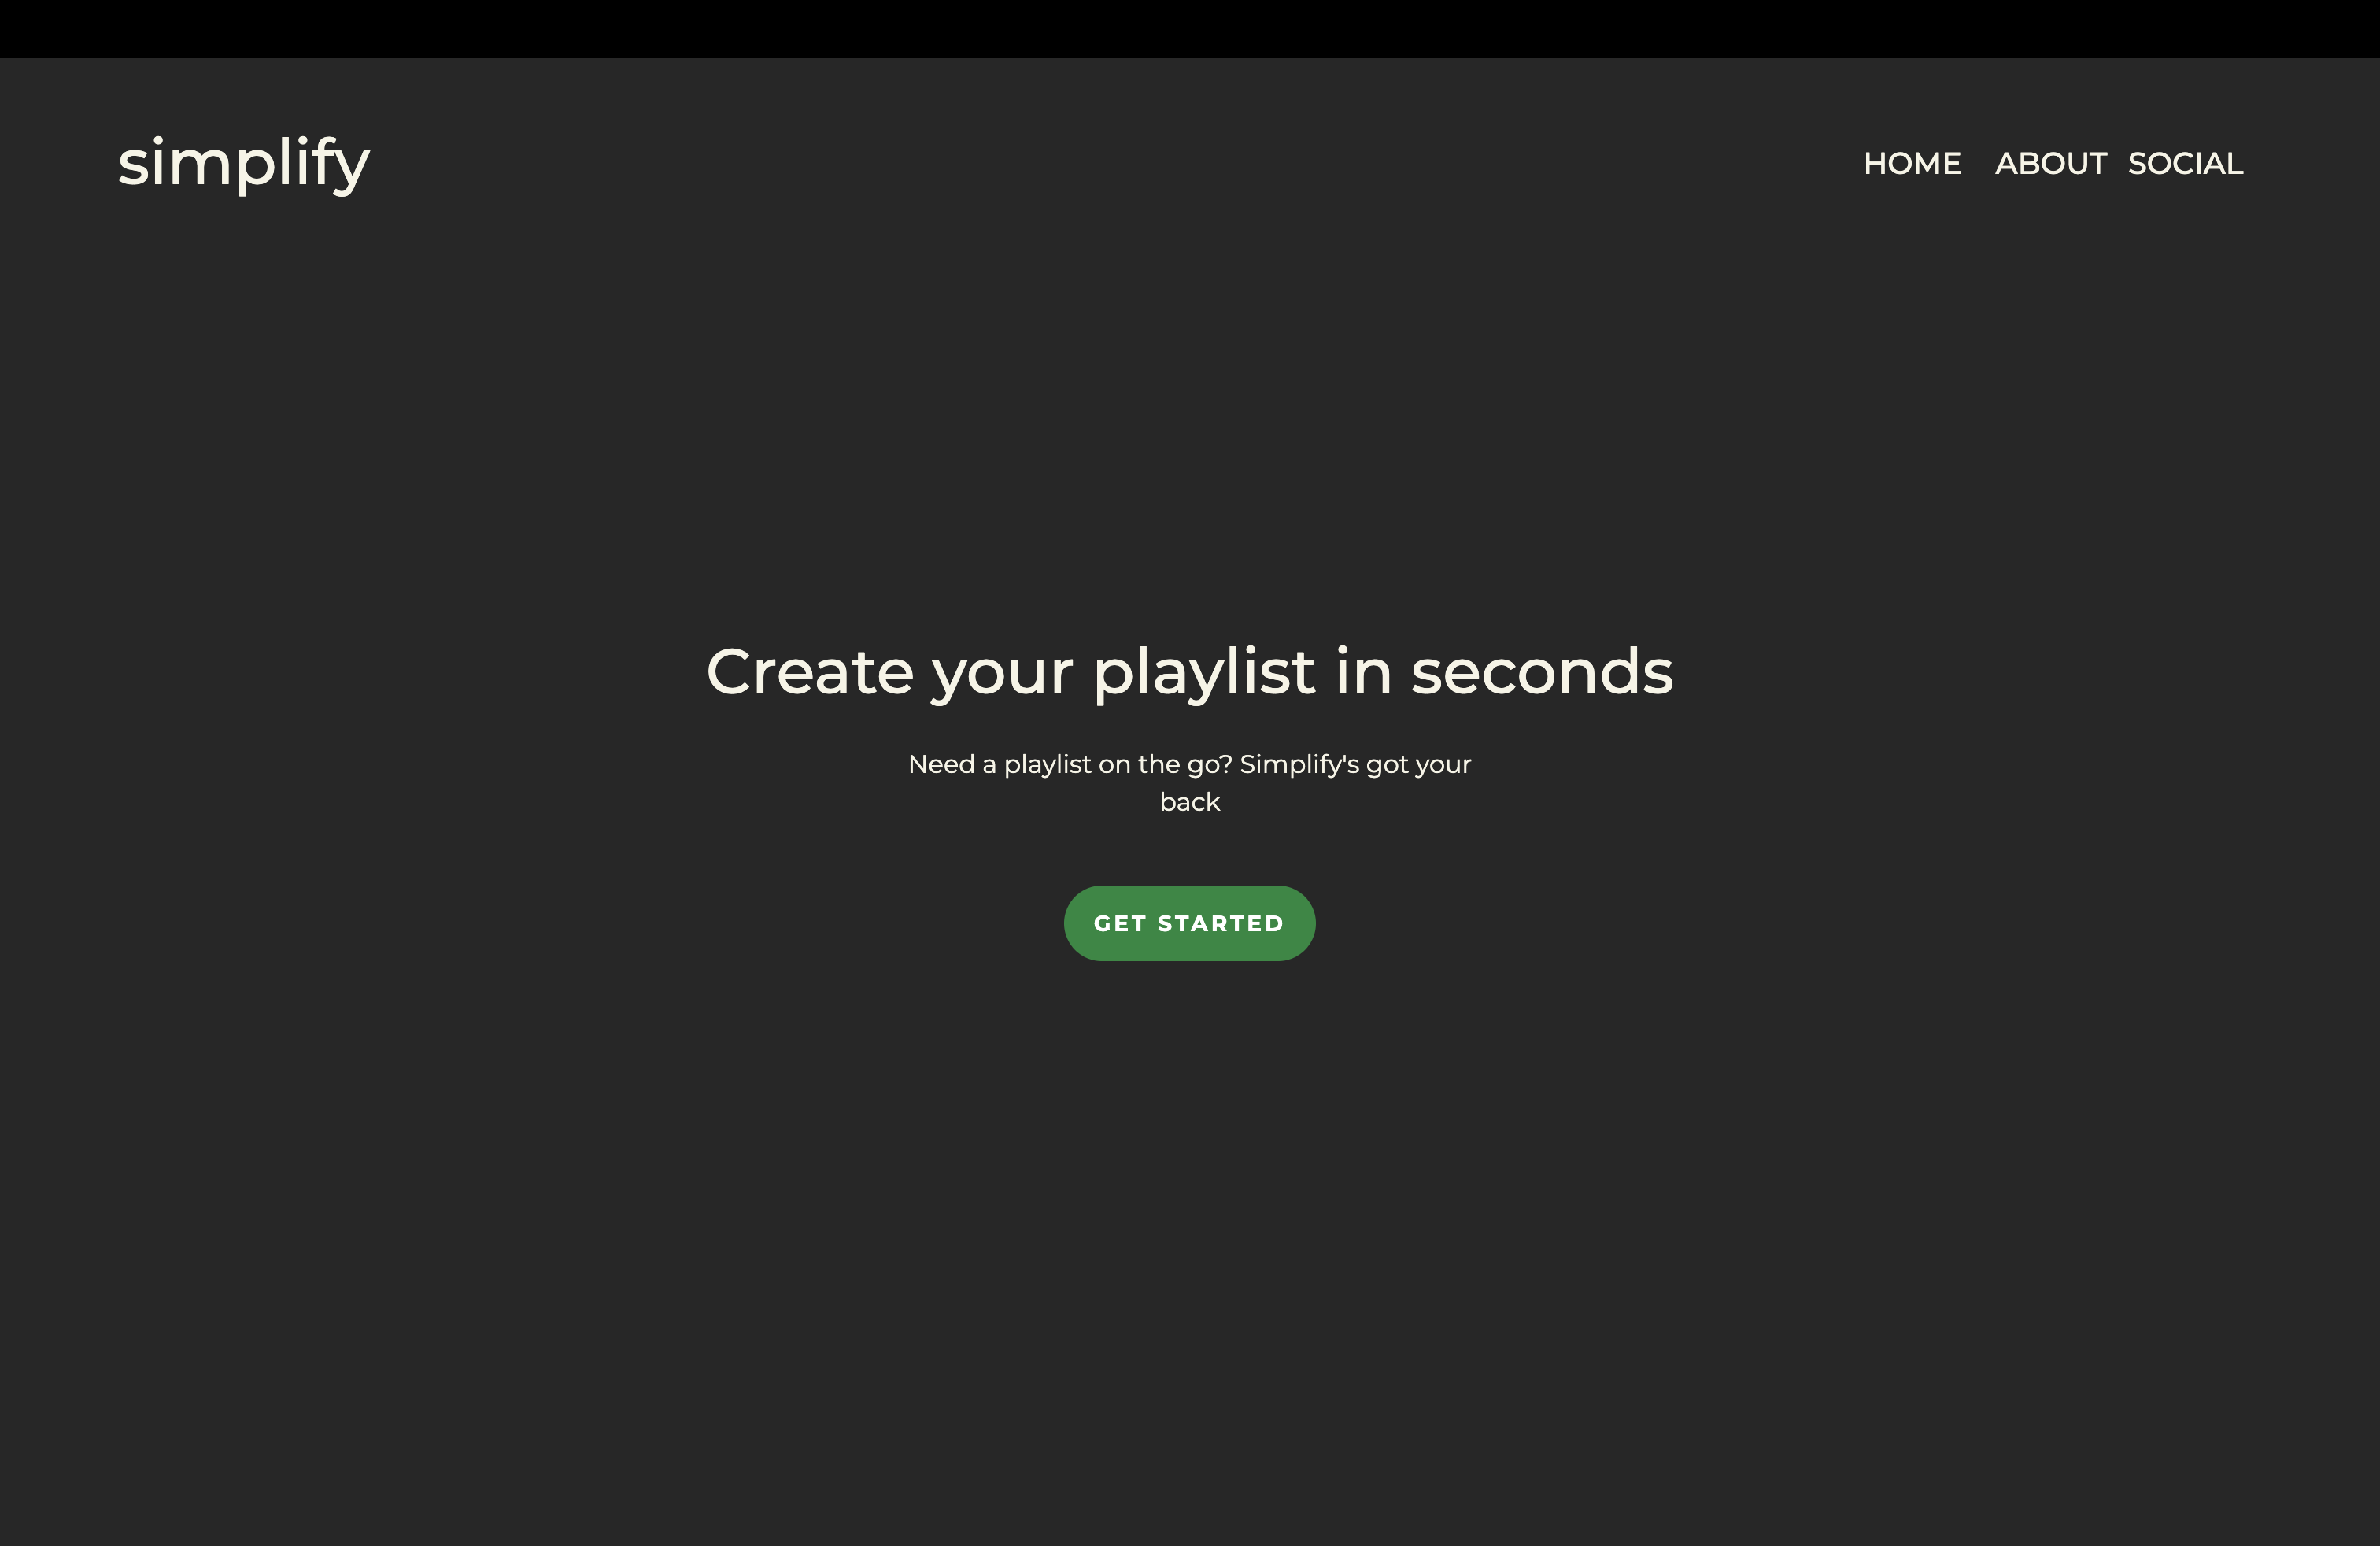 simplify
HOME ABOUT SOCIAL
Create your playlist in seconds
Need a playlist on the go? Simplify's got your
back
GET STARTED